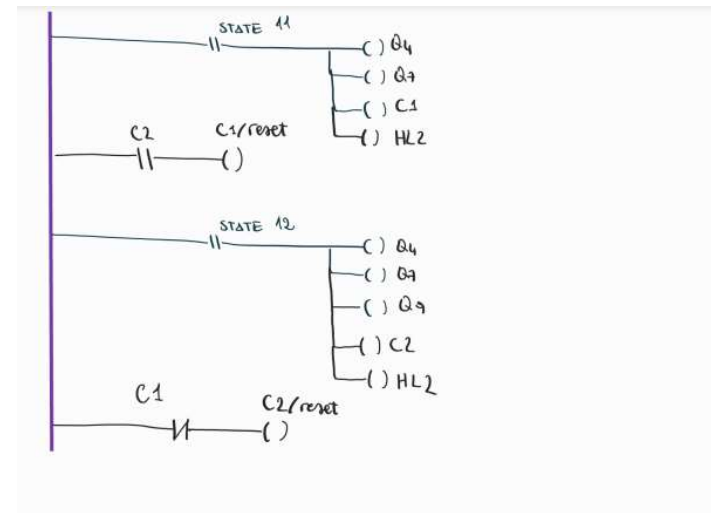 STATE 11
( ) Q4
( ) Q7
( ) C1
( ) HL2
C2 C1/reset
( )
STATE 12
( ) Q4
( ) Q7
( ) Q9
( ) C2
( ) HL2
C1 C2/reset
( )